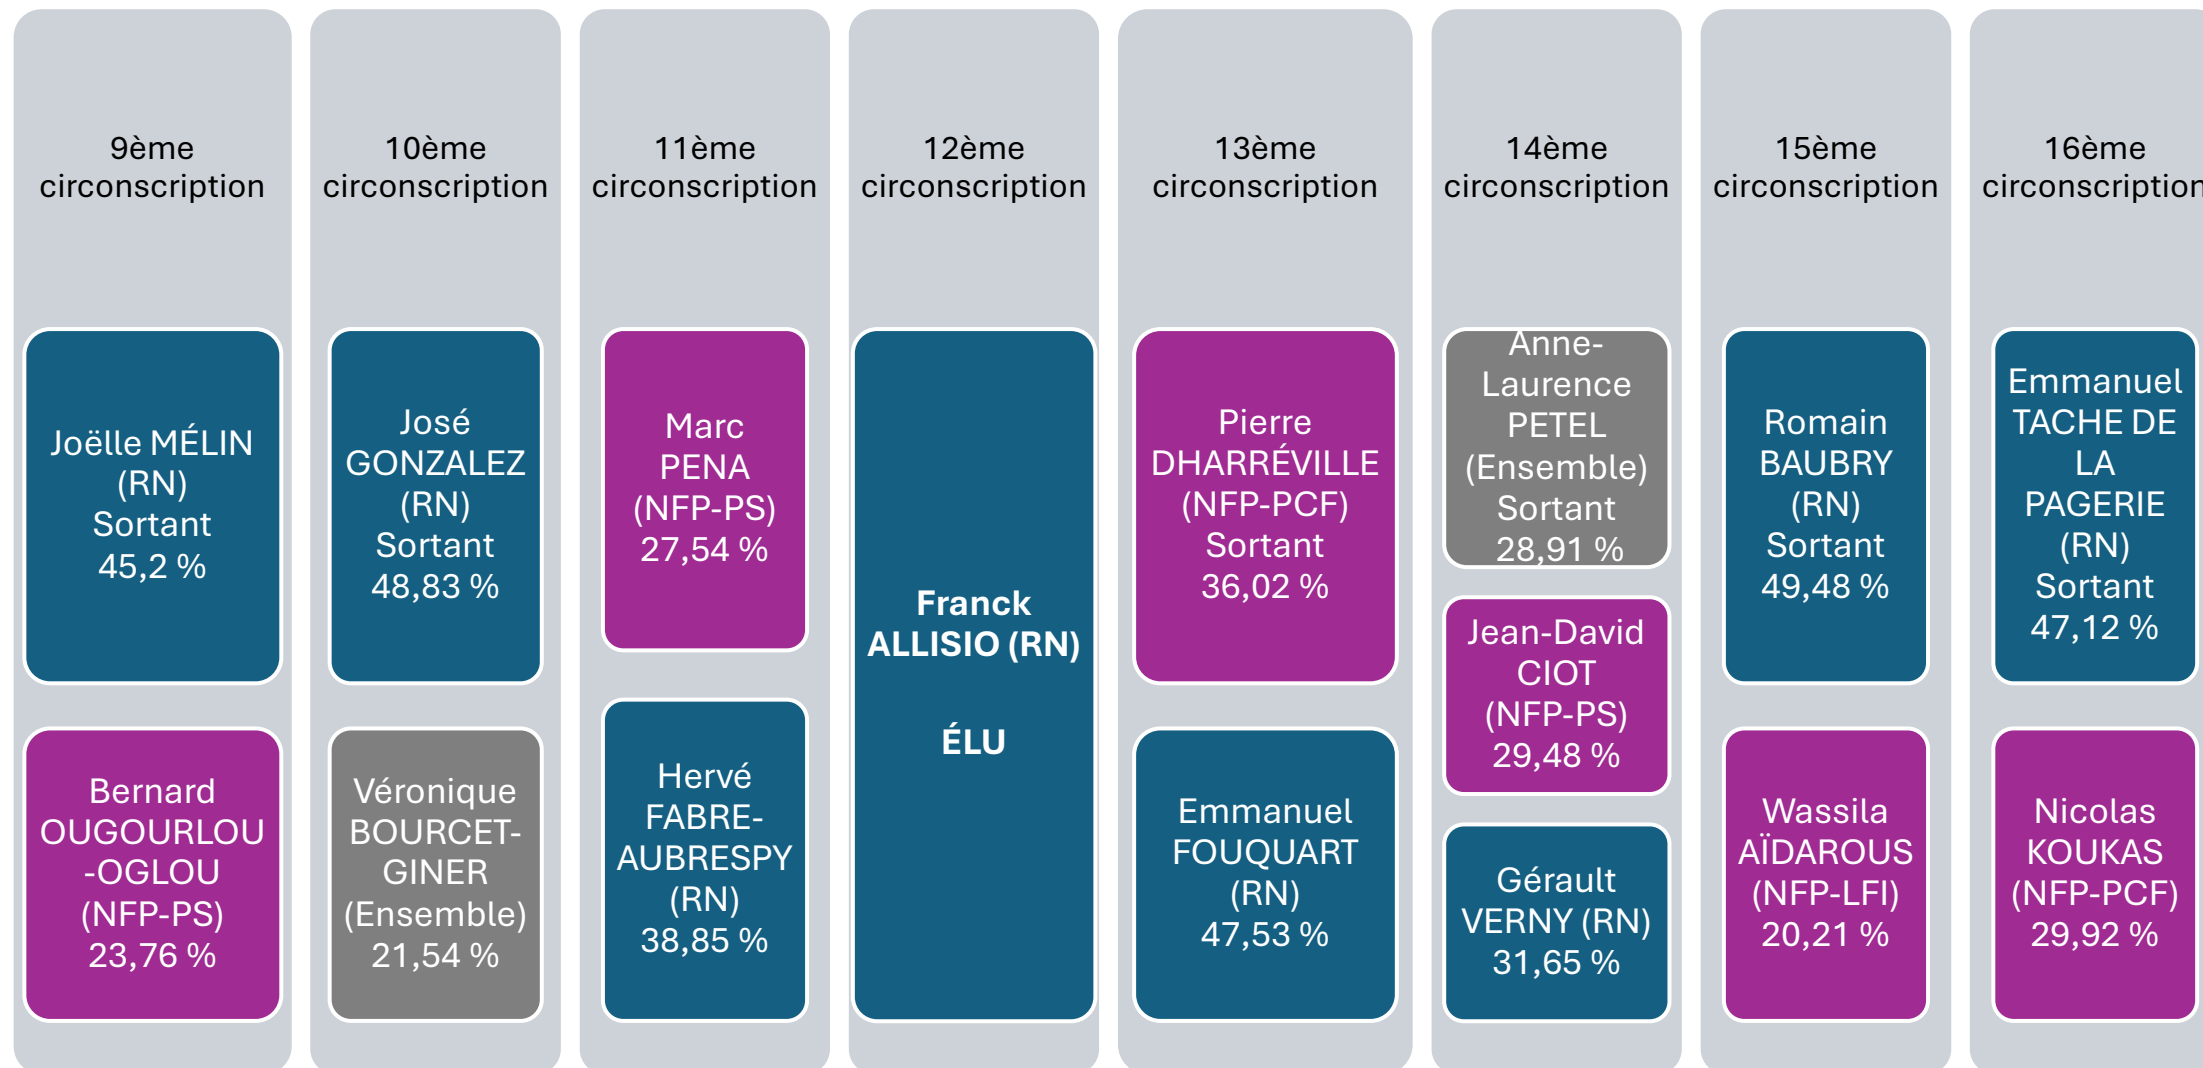 9ème
circonscription
Joëlle MÉLIN
(RN)
Sortant
45,2 %
Bernard
OUGOURLOU
-OGLOU
(NFP-PS)
23,76 %
10ème
circonscription
José
GONZALEZ
(RN)
Sortant
48,83 %
Véronique
BOURCET-
GINER
(Ensemble)
21,54 %
11ème
circonscription
Marc
PENA
(NFP-PS)
27,54 %
Hervé
FABRE-
AUBRESPY
(RN)
38,85 %
12ème
circonscription
Franck
ALLISIO (RN)
ÉLU
13ème
circonscription
Pierre
DHARRÉVILLE
(NFP-PCF)
Sortant
36,02 %
Emmanuel
FOUQUART
(RN)
47,53 %
14ème
circonscription
Anne-
Laurence
PETEL
(Ensemble)
Sortant
28,91 %
Jean-David
CIOT
(NFP-PS)
29,48 %
Gérault
VERNY (RN)
31,65 %
15ème
circonscription
Romain
BAUBRY
(RN)
Sortant
49,48 %
Wassila
AÏDAROUS
(NFP-LFI)
20,21 %
16ème
circonscription
Emmanuel
TACHE DE
LA
PAGERIE
(RN)
Sortant
47,12 %
Nicolas
KOUKAS
(NFP-PCF)
29,92 %